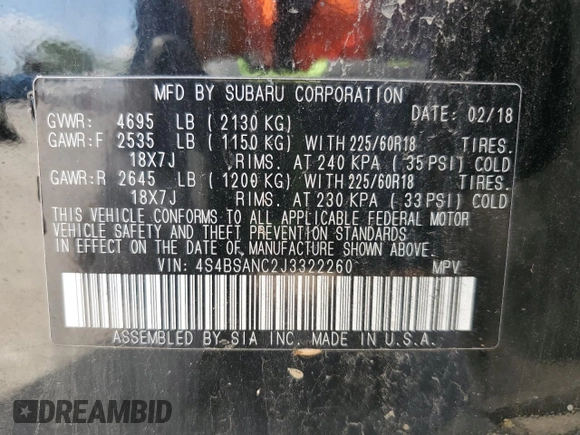 MFD BY SUBARU CORPORATION
GVWR: 4695 LB ( 2130 KG) DATE: 02/18
GAWR:F 2535 LB ( 1150 KG) WITH 225/60R18 TIRES.
18X7J RIMS. AT 240 KPA ( 35 PSI) COLD
GAWR:R 2645 LB ( 1200 KG) WITH 225/60R18 TIRES.
18X7J RIMS. AT 230 KPA ( 33 PSI) COLD
THIS VEHICLE CONFORMS TO ALL APPLICABLE FEDERAL MOTOR
VEHICLE SAFETY AND THEFT PREVENTION STANDARDS
IN EFFECT ON THE DATE OF MANUFACTURE SHOWN ABOVE.
VIN: 4S4BSANC2J3322260 MPV
ASSEMBLED BY SIA INC. MADE IN U.S.A.
DREAMBID